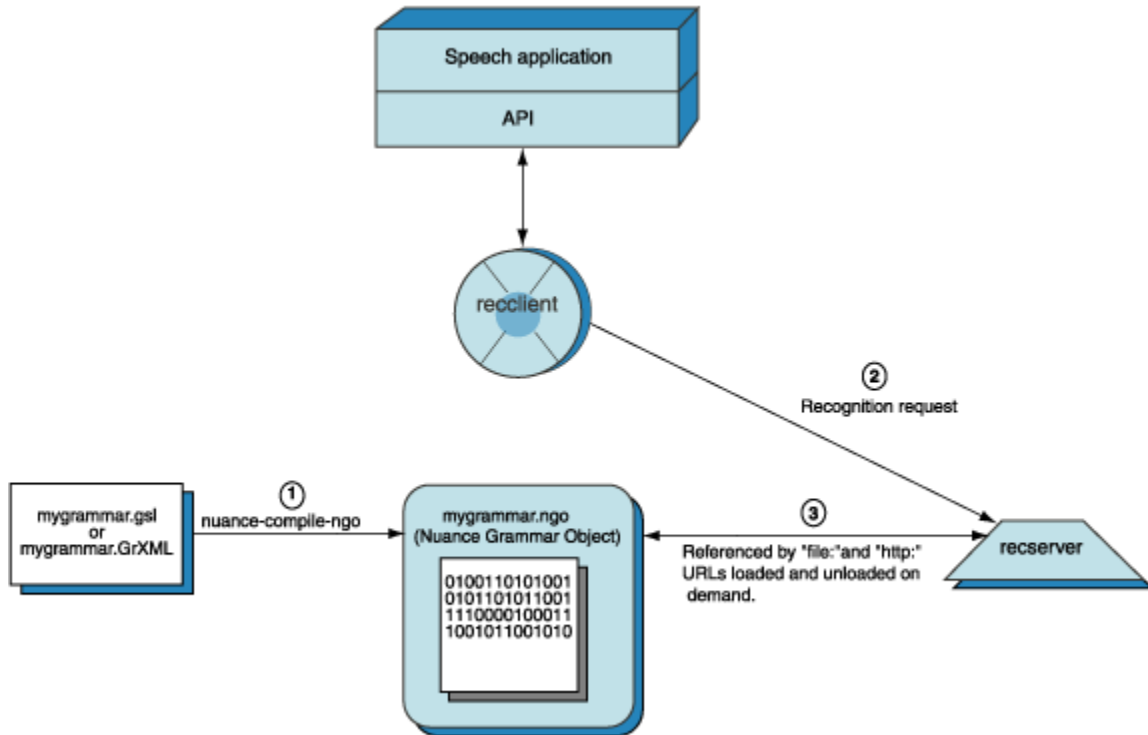 Speech application
API
recclient
2
Recognition request
1
nuance-compile-ngo
mygrammar.gsl
or
mygrammar.GrXML
mygrammar.ngo
(Nuance Grammar Object)
0100110101001
0101101011001
1110000100011
1001011001010
3
Referenced by "file:"and "http:"
URLs loaded and unloaded on
demand.
recserver